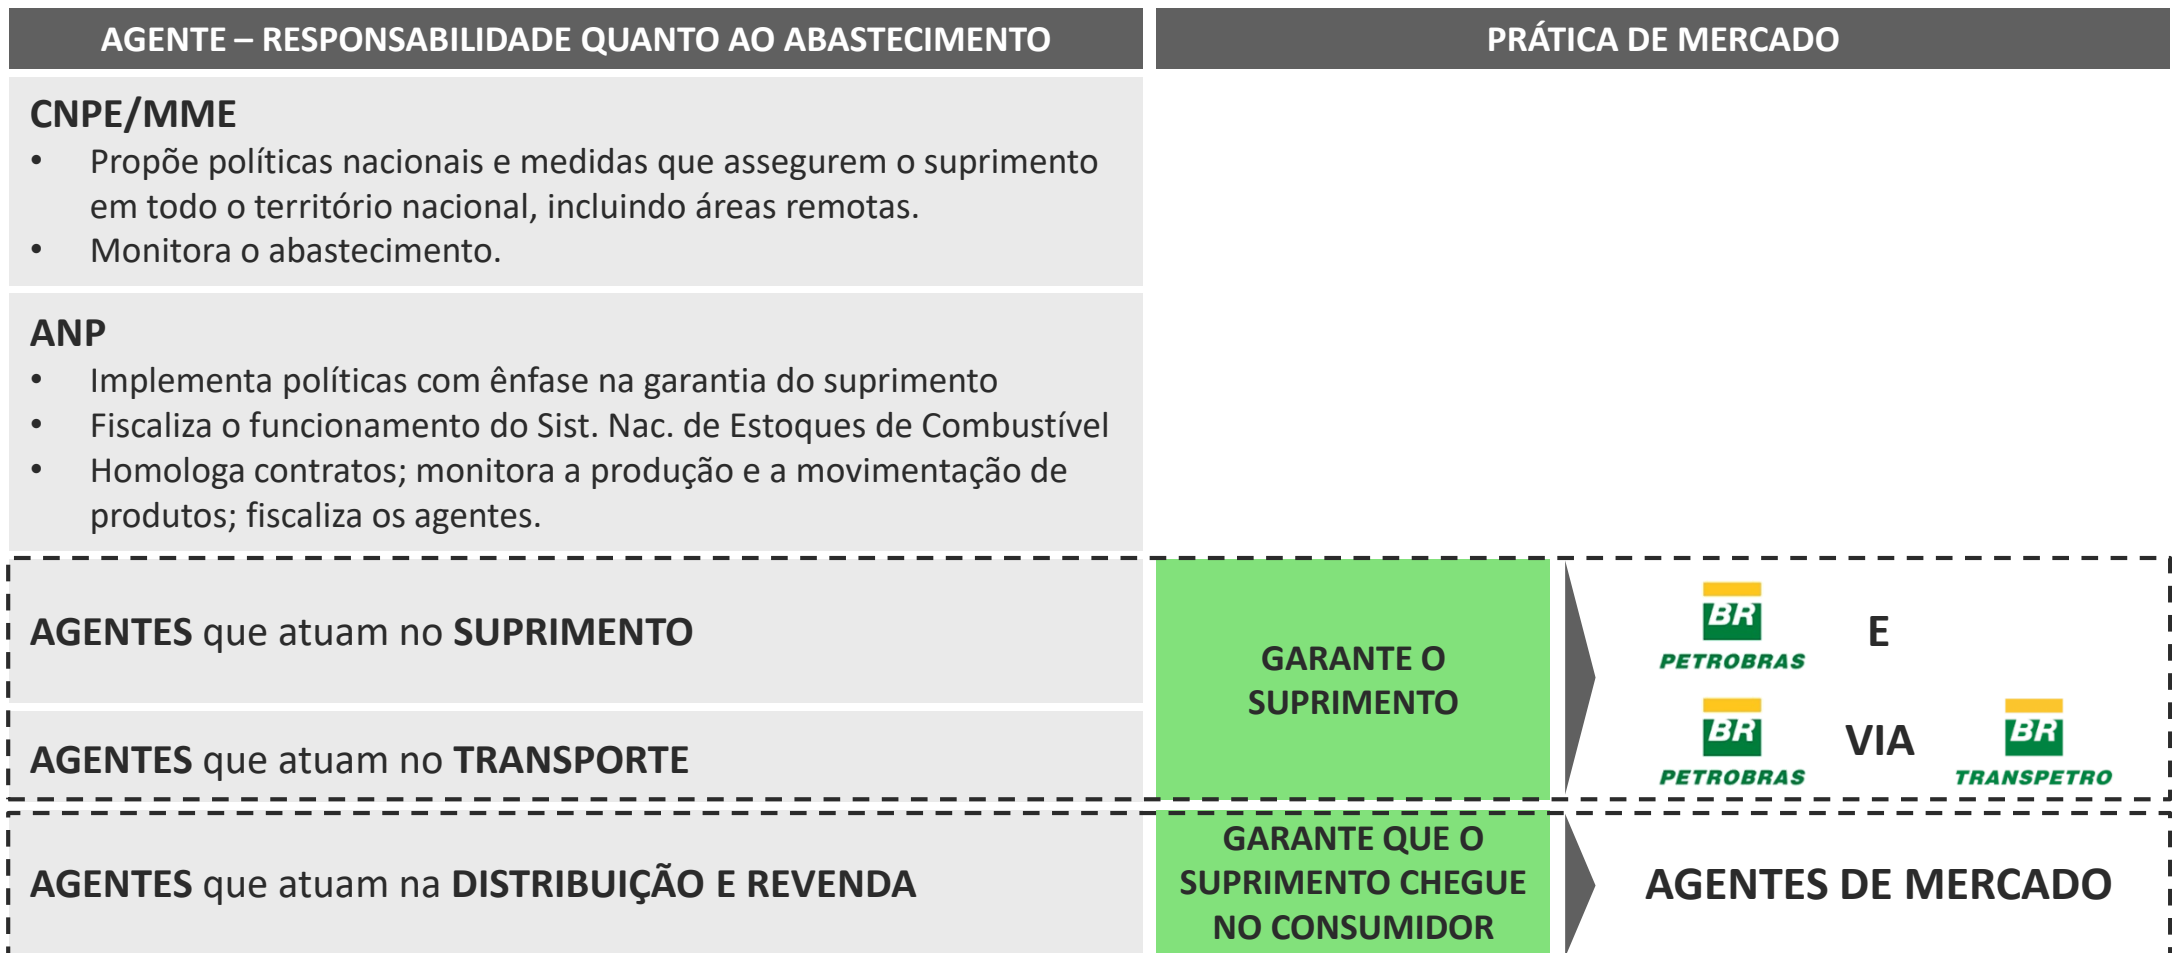 AGENTE – RESPONSABILIDADE QUANTO AO ABASTECIMENTO
PRÁTICA DE MERCADO
CNPE/MME
• Propõe políticas nacionais e medidas que assegurem o suprimento
em todo o território nacional, incluindo áreas remotas.
• Monitora o abastecimento.
ANP
• Implementa políticas com ênfase na garantia do suprimento
• Fiscaliza o funcionamento do Sist. Nac. de Estoques de Combustível
• Homologa contratos; monitora a produção e a movimentação de
produtos; fiscaliza os agentes.
AGENTES que atuam no SUPRIMENTO
AGENTES que atuam no TRANSPORTE
GARANTE O
SUPRIMENTO
BR
PETROBRAS
E
BR
PETROBRAS
VIA
BR
TRANSPETRO
AGENTES que atuam na DISTRIBUIÇÃO E REVENDA
GARANTE QUE O
SUPRIMENTO CHEGUE
NO CONSUMIDOR
AGENTES DE MERCADO